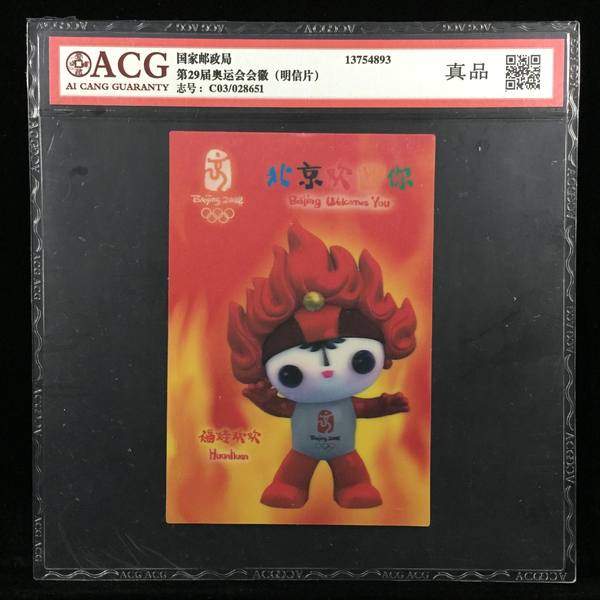 ACG
AI CANG GUARANTY
国家邮政局
第29届奥运会会徽（明信片）
志号：C03/028651
13754893
真品
Beijing 2008
北京欢迎你
Beijing Welcomes You
福娃欢欢
Huanhuan
Beijing 2008
ACG ACG